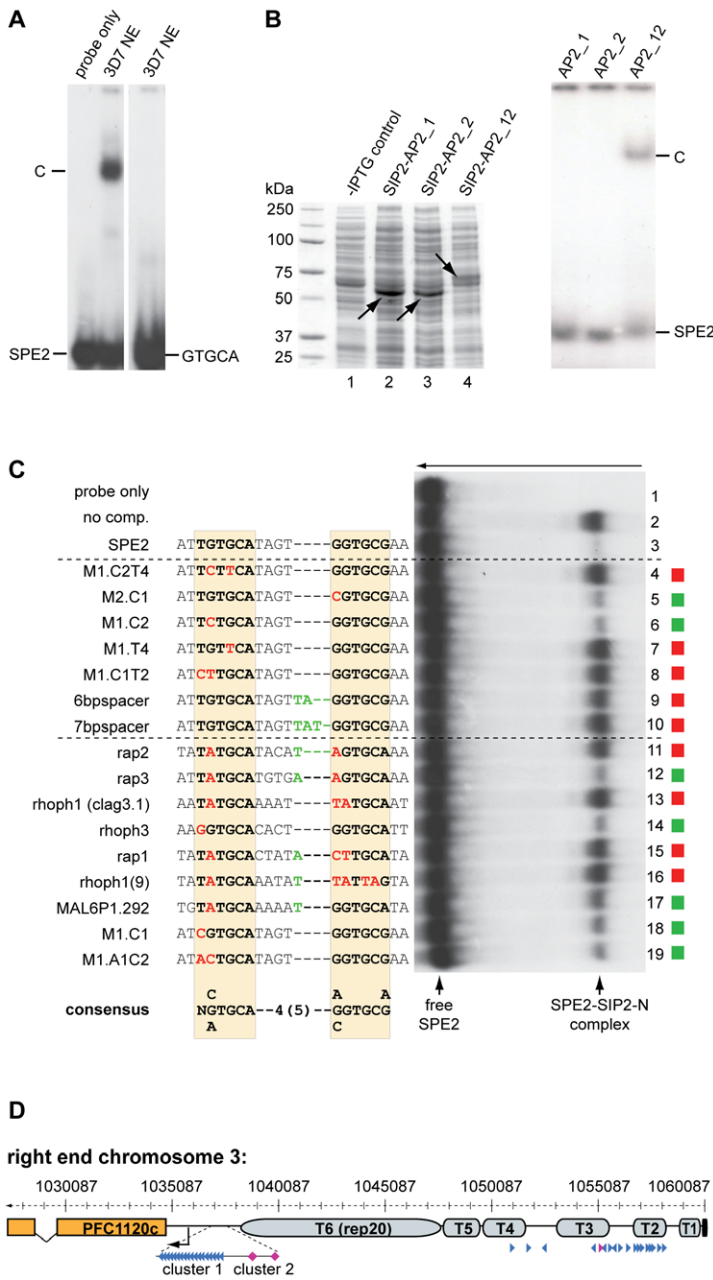 A
probe only
3D7 NE
3D7 NE
C
SPE2
GTGCA
B
-IPTG control
SIP2-AP2_1
SIP2-AP2_2
SIP2-AP2_12
kDa
250
100
75
50
37
25
1 2 3 4
AP2_1
AP2_2
AP2_12
C
SPE2
C
probe only 1
no comp. 2
SPE2 ATTGTGCATAGT----GGTGCGAA 3
M1.C2T4 ATTCTTCATAGT----GGTGCGAA 4
M2.C1 ATTGTGCATAGT----CGTGCGAA 5
M1.C2 ATTCTGCATAGT----GGTGCGAA 6
M1.T4 ATTGTTCATAGT----GGTGCGAA 7
M1.C1T2 ATCTTGCATAGT----GGTGCGAA 8
6bpspacer ATTGTGCATAGTTA--GGTGCGAA 9
7bpspacer ATTGTGCATAGTTAT-GGTGCGAA 10
rap2 TATATGCATACAT---AGTGCAAA 11
rap3 ATTATGCATGTGA---AGTGCGAA 12
rhoph1 (clag3.1) AATATGCAAAAT----TATGCAAT 13
rhoph3 AAGGTGCACACT----GGTGCATT 14
rap1 TATATGCACTATA---CTTGCATA 15
rhoph1(9) TATATGCAAATAT---TATTAGTA 16
MAL6P1.292 TGTATGCAAAAAT---GGTGCATA 17
M1.C1 ATCGTGCATAGT----GGTGCGAA 18
M1.A1C2 ATACTGCATAGT----GGTGCGAA 19
C A A
consensus NGTGCA--4(5)--GGTGCG
A C
free SPE2
SPE2-SIP2-N complex
D
right end chromosome 3:
1030087 1035087 1040087 1045087 1050087 1055087 1060087
PFC1120c T6 (rep20) T5 T4 T3 T2 T1
cluster 1 cluster 2